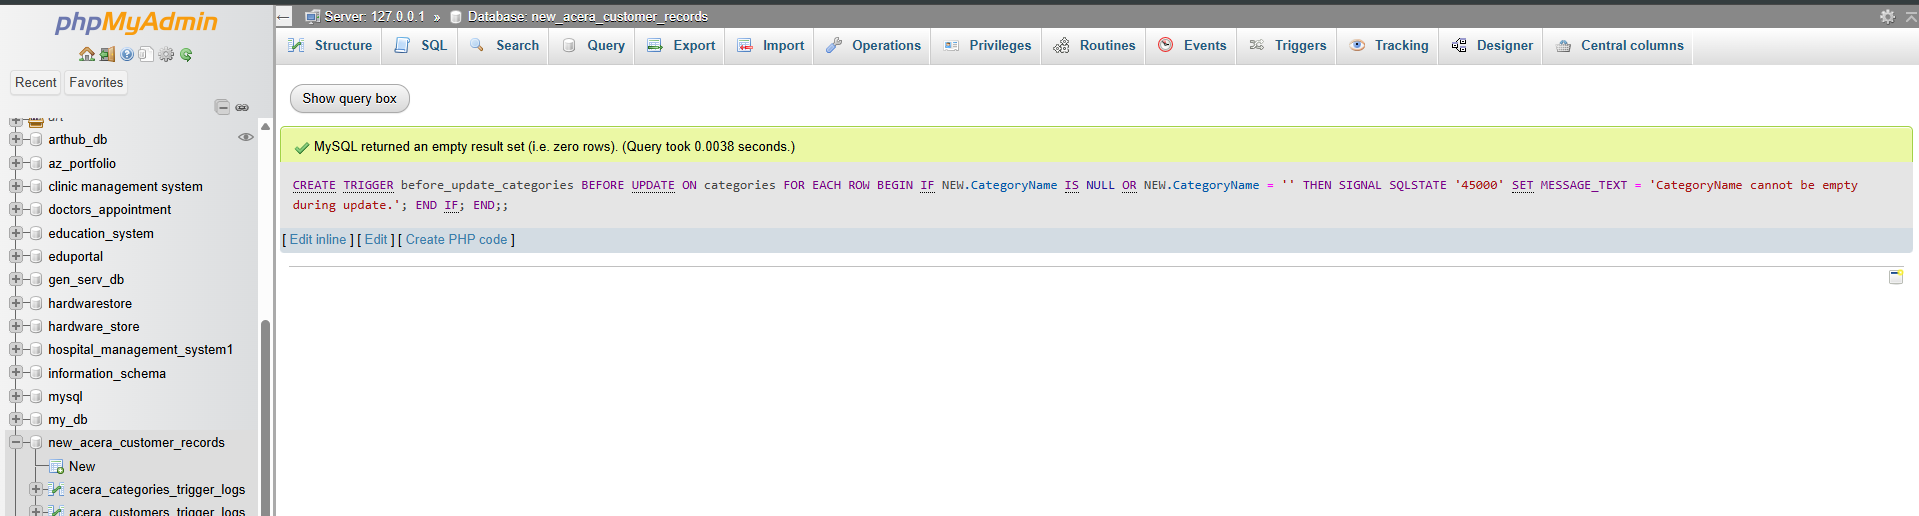 phpMyAdmin
Recent Favorites
art
arthub_db
az_portfolio
clinic management system
doctors_appointment
education_system
eduportal
gen_serv_db
hardwarestore
hardware_store
hospital_management_system1
information_schema
mysql
my_db
new_acera_customer_records
New
acera_categories_trigger_logs
acera_customers_trigger_logs
Server: 127.0.0.1 » Database: new_acera_customer_records
Structure SQL Search Query Export Import Operations Privileges Routines Events Triggers Tracking Designer Central columns
Show query box
MySQL returned an empty result set (i.e. zero rows). (Query took 0.0038 seconds.)
CREATE TRIGGER before_update_categories BEFORE UPDATE ON categories FOR EACH ROW BEGIN IF NEW.CategoryName IS NULL OR NEW.CategoryName = '' THEN SIGNAL SQLSTATE '45000' SET MESSAGE_TEXT = 'CategoryName cannot be empty
during update.'; END IF; END;;
[ Edit inline ] [ Edit ] [ Create PHP code ]